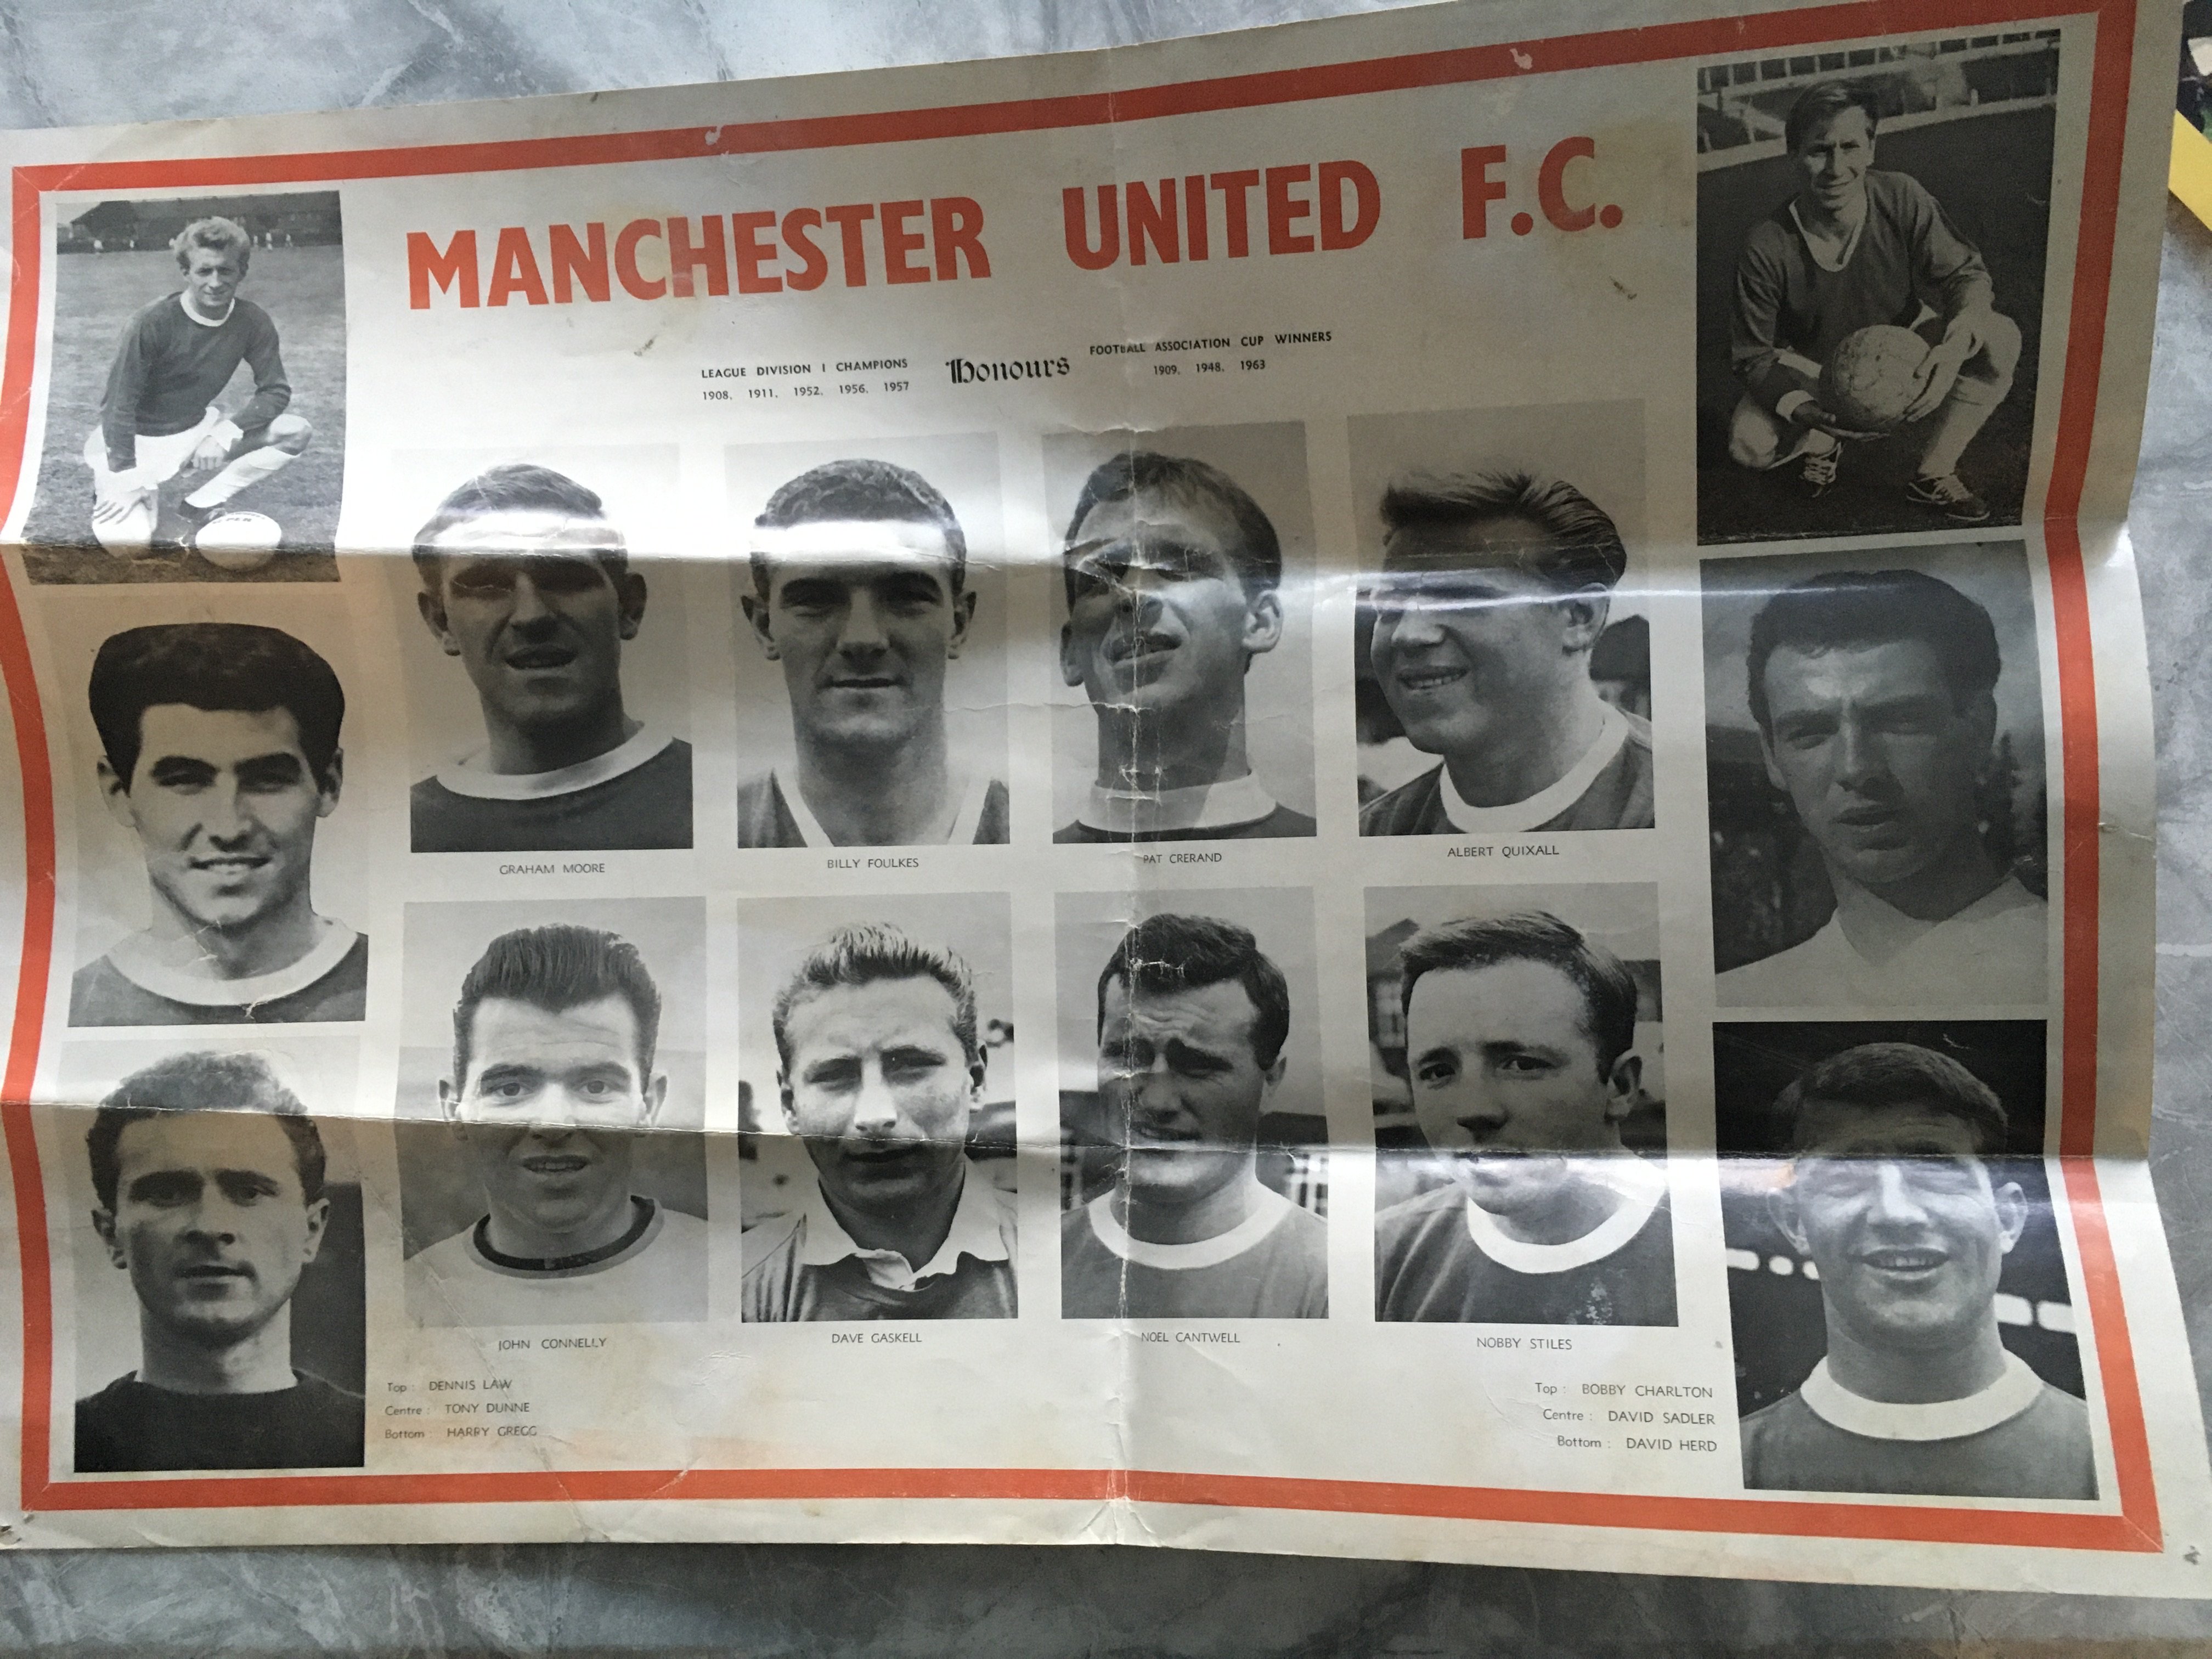 MANCHESTER UNITED F.C.
LEAGUE DIVISION I CHAMPIONS
1908, 1911, 1952, 1956, 1957
Honours
FOOTBALL ASSOCIATION CUP WINNERS
1909, 1948, 1963
GRAHAM MOORE
BILLY FOULKES
PAT CRERAND
ALBERT QUIXALL
JOHN CONNELLY
DAVE GASKELL
NOEL CANTWELL
NOBBY STILES
Top : DENNIS LAW
Centre : TONY DUNNE
Bottom : HARRY GREGG
Top : BOBBY CHARLTON
Centre : DAVID SADLER
Bottom : DAVID HERD